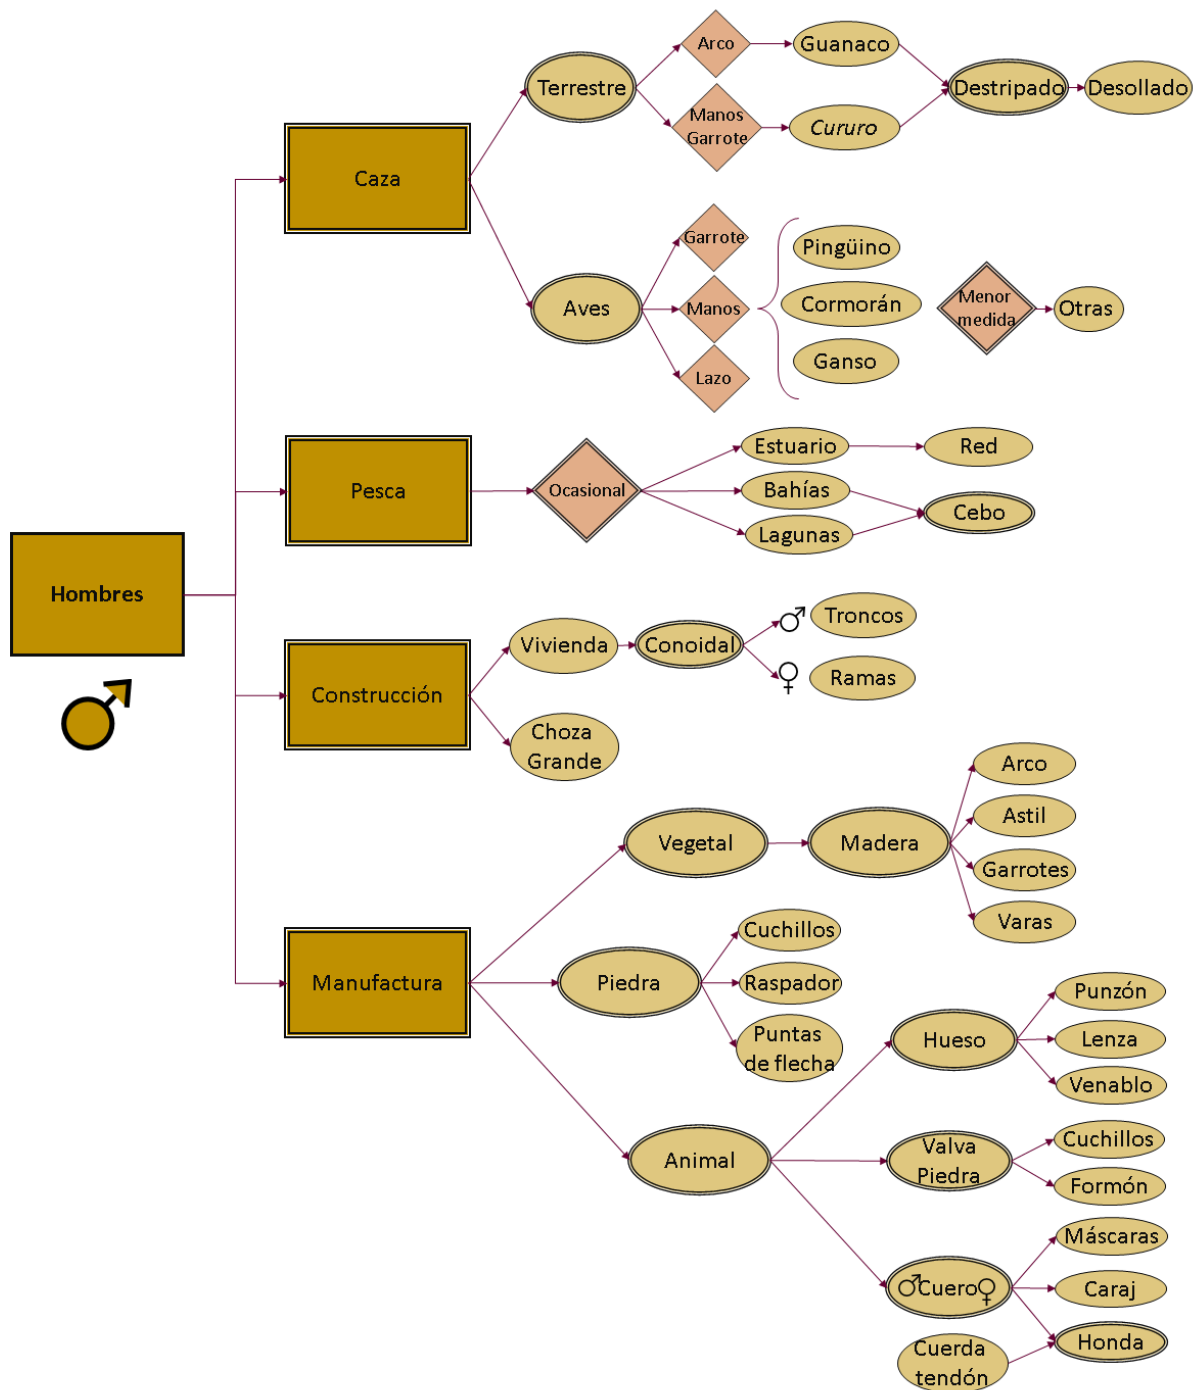 Arco
Guanaco
Terrestre
Destripado
Desollado
Manos
Garrote
Cururo
Caza
Garrote
Pingüino
Aves
Manos
Cormorán
Menor
medida
Otras
Lazo
Ganso
Pesca
Ocasional
Estuario
Red
Bahías
Cebo
Lagunas
Hombres
Construcción
Vivienda
Conoidal
Troncos
Ramas
Choza
Grande
Manufactura
Vegetal
Madera
Arco
Astil
Garrotes
Varas
Piedra
Cuchillos
Raspador
Puntas
de flecha
Animal
Hueso
Punzón
Lenza
Venablo
Valva
Piedra
Cuchillos
Formón
♂Cuero♀
Máscaras
Caraj
Honda
Cuerda
tendón